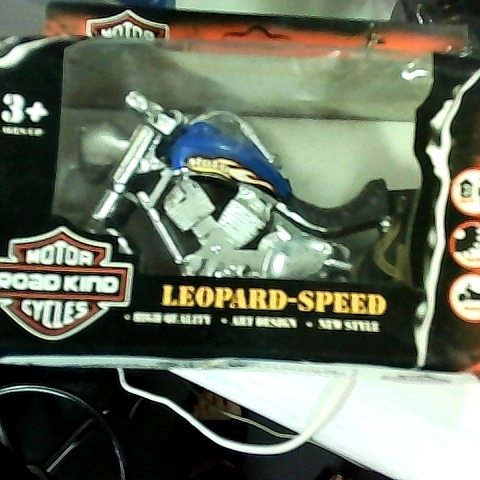 MOTOR
3+
MOTOR
ROAD KING
CYCLES
LEOPARD-SPEED
• HIGH QUALITY • ART DESIGN • NEW STYLE